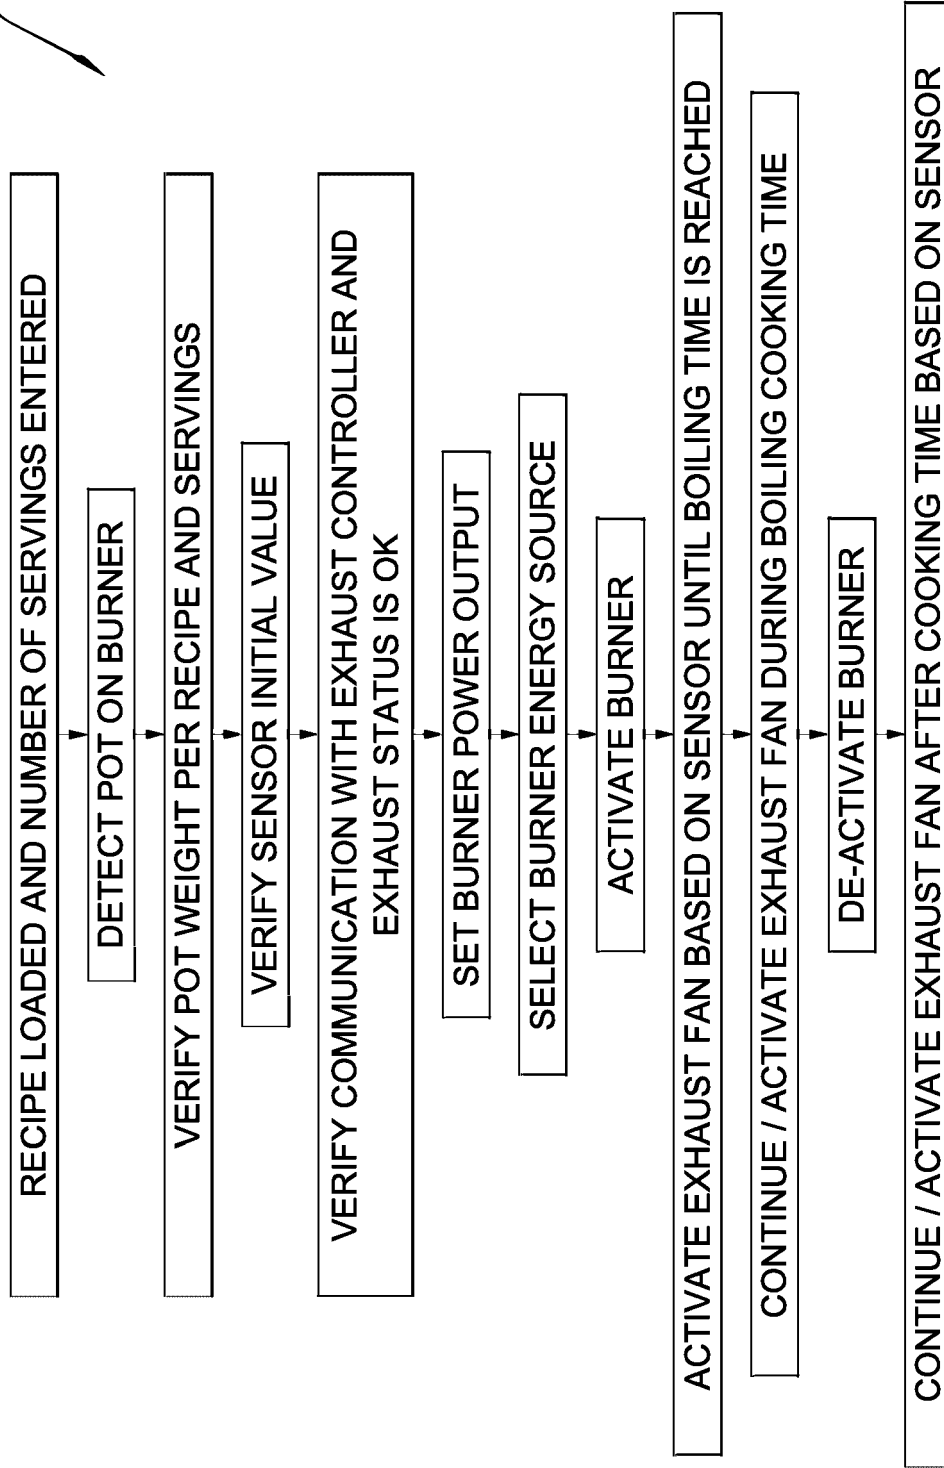 RECIPE LOADED AND NUMBER OF SERVINGS ENTERED
DETECT POT ON BURNER
VERIFY POT WEIGHT PER RECIPE AND SERVINGS
VERIFY SENSOR INITIAL VALUE
VERIFY COMMUNICATION WITH EXHAUST CONTROLLER AND
EXHAUST STATUS IS OK
SET BURNER POWER OUTPUT
SELECT BURNER ENERGY SOURCE
ACTIVATE BURNER
ACTIVATE EXHAUST FAN BASED ON SENSOR UNTIL BOILING TIME IS REACHED
CONTINUE / ACTIVATE EXHAUST FAN DURING BOILING COOKING TIME
DE-ACTIVATE BURNER
CONTINUE / ACTIVATE EXHAUST FAN AFTER COOKING TIME BASED ON SENSOR